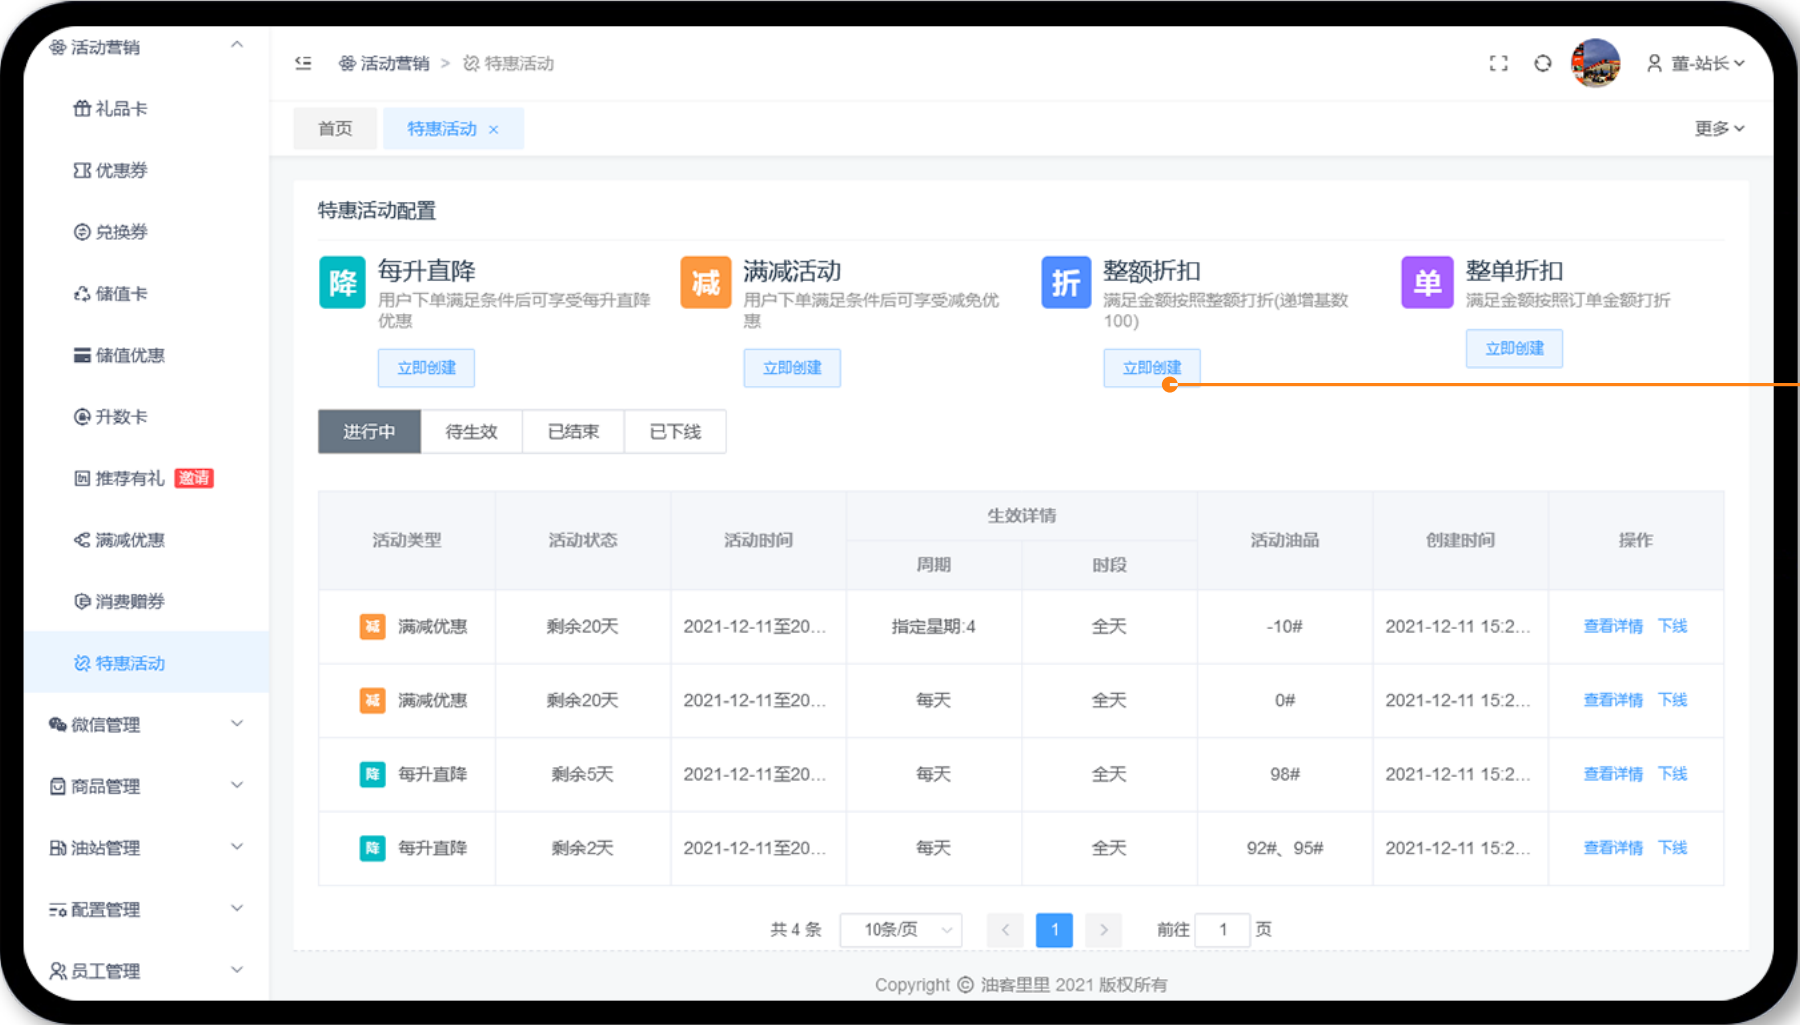 活动营销
礼品卡
优惠券
兑换券
储值卡
储值优惠
升数卡
推荐有礼 邀请
满减优惠
消费赠券
特惠活动
微信管理
商品管理
油站管理
配置管理
员工管理
活动营销 > 特惠活动
董-站长
首页 特惠活动 ×
更多
特惠活动配置
降 每升直降
用户下单满足条件后可享受每升直降
优惠
立即创建
减 满减活动
用户下单满足条件后可享受减免优
惠
立即创建
折 整额折扣
满足金额按照整额打折(递增基数
100)
立即创建
单 整单折扣
满足金额按照订单金额打折
立即创建
进行中 待生效 已结束 已下线
活动类型 活动状态 活动时间 生效详情 活动油品 创建时间 操作
周期 时段
减 满减优惠 剩余20天 2021-12-11至20... 指定星期:4 全天 -10# 2021-12-11 15:2... 查看详情 下线
减 满减优惠 剩余20天 2021-12-11至20... 每天 全天 0# 2021-12-11 15:2... 查看详情 下线
降 每升直降 剩余5天 2021-12-11至20... 每天 全天 98# 2021-12-11 15:2... 查看详情 下线
降 每升直降 剩余2天 2021-12-11至20... 每天 全天 92#、95# 2021-12-11 15:2... 查看详情 下线
共 4 条 10条/页 < 1 > 前往 1 页
Copyright © 油客里里 2021 版权所有